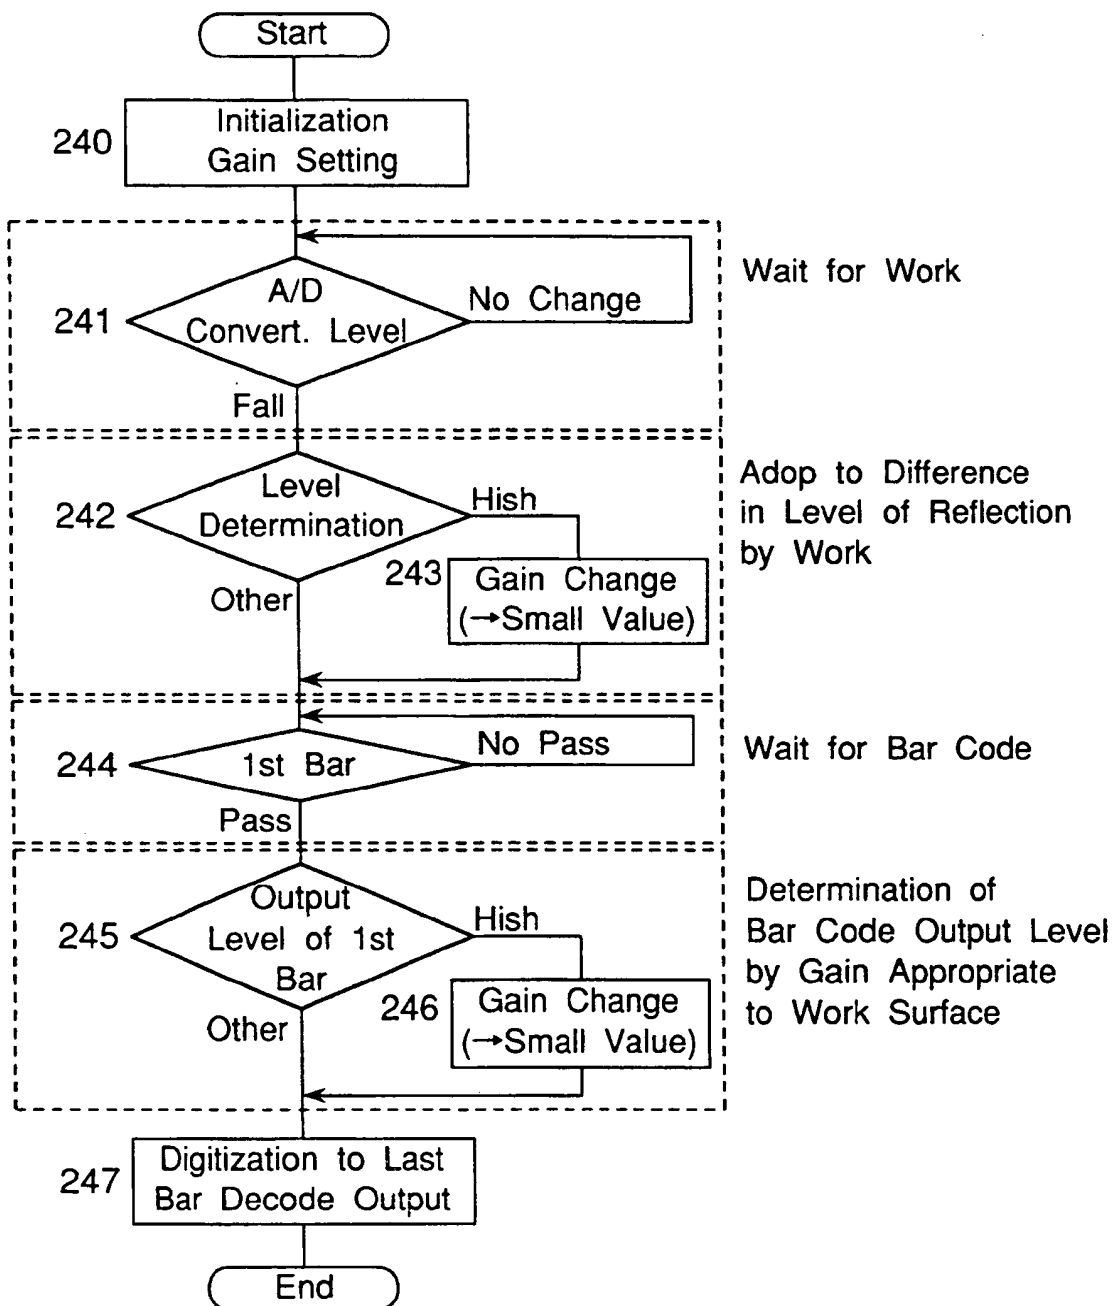 Start
240
Initialization
Gain Setting
Wait for Work
241
A/D
Convert. Level
No Change
Fall
Adop to Difference
in Level of Reflection
by Work
242
Level
Determination
Hish
243
Gain Change
(→Small Value)
Other
Wait for Bar Code
244
1st Bar
No Pass
Pass
Determination of
Bar Code Output Level
by Gain Appropriate
to Work Surface
245
Output
Level of 1st
Bar
Hish
246
Gain Change
(→Small Value)
Other
247
Digitization to Last
Bar Decode Output
End